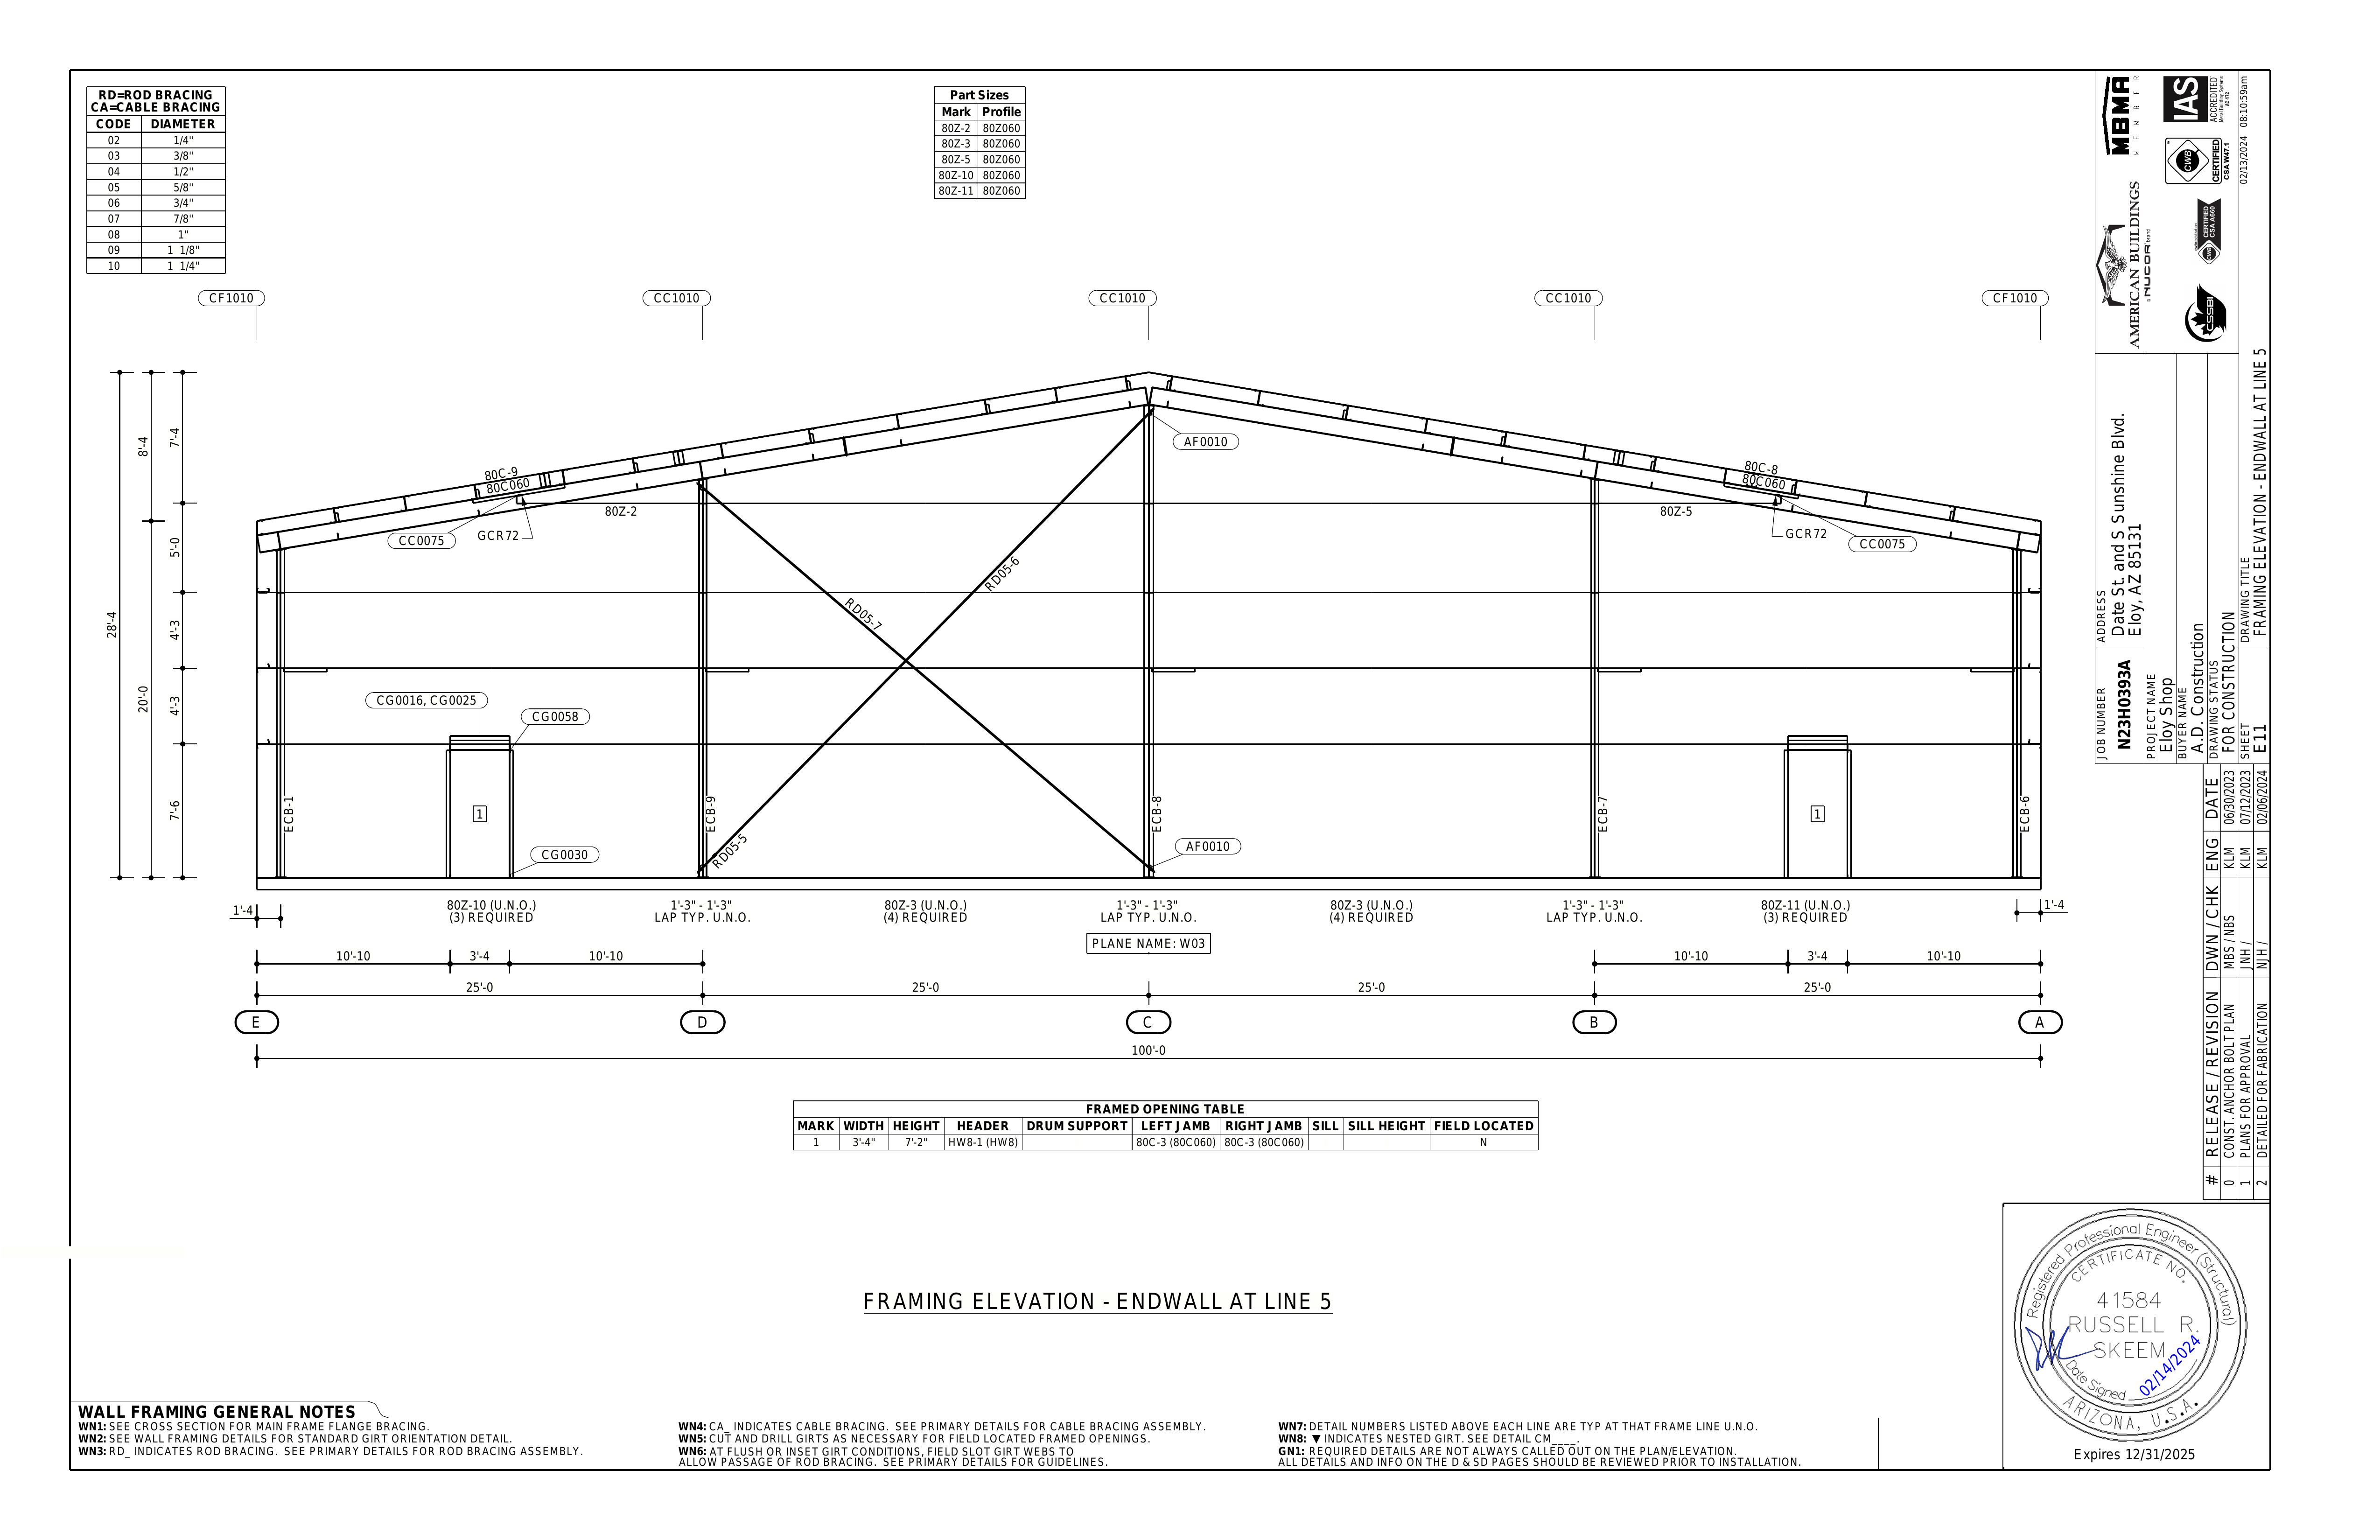 RD=ROD BRACING
CA=CABLE BRACING
CODE DIAMETER
02 1/4"
03 3/8"
04 1/2"
05 5/8"
06 3/4"
07 7/8"
08 1"
09 1 1/8"
10 1 1/4"
Part Sizes
Mark Profile
80Z-2 80Z060
80Z-3 80Z060
80Z-5 80Z060
80Z-10 80Z060
80Z-11 80Z060
CF1010 CC1010 CC1010 CC1010 CF1010
28'-4
8'-4
20'-0
7'-4
5'-0
4'-3
4'-3
7'-6
80C-9
80C060
CC0075
GCR72
80Z-2
AF0010
80C-8
80C060
80Z-5
GCR72
CC0075
RD05-6
RD05-7
CG0016, CG0025
CG0058
1
CG0030
ECB-1
ECB-9
RD05-5
ECB-8
AF0010
ECB-7
1
ECB-6
1'-4
80Z-10 (U.N.O.)
(3) REQUIRED
1'-3" - 1'-3"
LAP TYP. U.N.O.
80Z-3 (U.N.O.)
(4) REQUIRED
1'-3" - 1'-3"
LAP TYP. U.N.O.
80Z-3 (U.N.O.)
(4) REQUIRED
1'-3" - 1'-3"
LAP TYP. U.N.O.
80Z-11 (U.N.O.)
(3) REQUIRED
1'-4
PLANE NAME: W03
10'-10 3'-4 10'-10 10'-10 3'-4 10'-10
25'-0 25'-0 25'-0 25'-0
E D C B A
100'-0
FRAMED OPENING TABLE
MARK WIDTH HEIGHT HEADER DRUM SUPPORT LEFT JAMB RIGHT JAMB SILL SILL HEIGHT FIELD LOCATED
1 3'-4" 7'-2" HW8-1 (HW8) 80C-3 (80C060) 80C-3 (80C060) N
FRAMING ELEVATION - ENDWALL AT LINE 5
WALL FRAMING GENERAL NOTES
WN1: SEE CROSS SECTION FOR MAIN FRAME FLANGE BRACING.
WN2: SEE WALL FRAMING DETAILS FOR STANDARD GIRT ORIENTATION DETAIL.
WN3: RD_ INDICATES ROD BRACING. SEE PRIMARY DETAILS FOR ROD BRACING ASSEMBLY.
WN4: CA_ INDICATES CABLE BRACING. SEE PRIMARY DETAILS FOR CABLE BRACING ASSEMBLY.
WN5: CUT AND DRILL GIRTS AS NECESSARY FOR FIELD LOCATED FRAMED OPENINGS.
WN6: AT FLUSH OR INSET GIRT CONDITIONS, FIELD SLOT GIRT WEBS TO
ALLOW PASSAGE OF ROD BRACING. SEE PRIMARY DETAILS FOR GUIDELINES.
WN7: DETAIL NUMBERS LISTED ABOVE EACH LINE ARE TYP AT THAT FRAME LINE U.N.O.
WN8: ▼ INDICATES NESTED GIRT. SEE DETAIL CM____.
GN1: REQUIRED DETAILS ARE NOT ALWAYS CALLED OUT ON THE PLAN/ELEVATION.
ALL DETAILS AND INFO ON THE D & SD PAGES SHOULD BE REVIEWED PRIOR TO INSTALLATION.
MBMA
MEMBER
AMERICAN BUILDINGS
A NUCOR brand
IAS
ACCREDITED
CWB
CERTIFIED
CSA W47.1
CERTIFIED
CSA A660
CSSBI
02/13/2024 08:10:59am
JOB NUMBER
N23H0393A
ADDRESS
Date St. and S Sunshine Blvd.
Eloy, AZ 85131
PROJECT NAME
Eloy Shop
BUYER NAME
A.D. Construction
DRAWING STATUS
FOR CONSTRUCTION
SHEET
E11
DRAWING TITLE
FRAMING ELEVATION - ENDWALL AT LINE 5
# RELEASE / REVISION DWN / CHK ENG DATE
0 CONST. ANCHOR BOLT PLAN MBS / NBS KLM 06/30/2023
1 PLANS FOR APPROVAL JNH / KLM 07/12/2023
2 DETAILED FOR FABRICATION NJH / KLM 02/06/2024
Registered Professional Engineer (Structural)
CERTIFICATE NO.
41584
RUSSELL R.
SKEEM
Date Signed
02/14/2024
ARIZONA, U.S.A.
Expires 12/31/2025